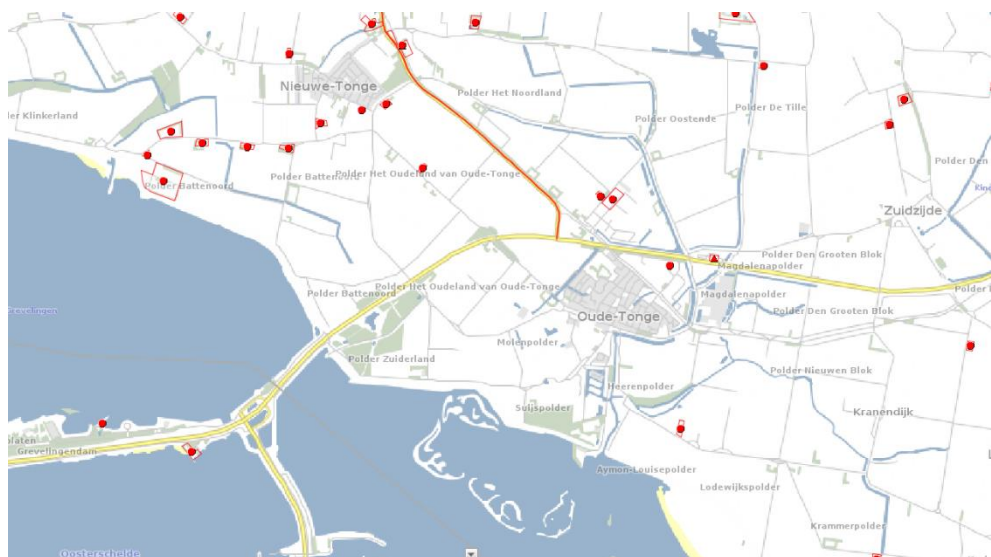 Nieuwe-Tonge
Polder Het Noordland
Polder De Tille
der Klinkerland
Polder Oostende
Polder Den
Polder Battenoord
Polder Battenoord
Polder Het Oudeland van Oude-Tonge
Zuidzijde
Polder Den Grooten Blok
Magdalenapolder
Polder Battenoord
Polder Het Oudeland van Oude-Tonge
Magdalenapolder
Polder Den Grooten Blok
Oude-Tonge
Molenpolder
Polder Zuiderland
Polder Nieuwen Blok
Heerenpolder
Suijspolder
Kranendijk
platen
Grevelingendam
Aymon-Louisepolder
Lodewijkspolder
Krammerpolder
Oosterschelde